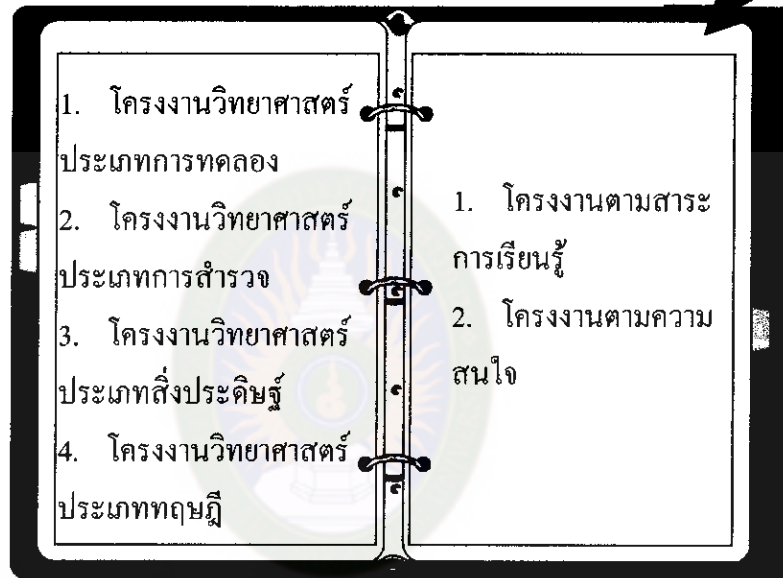 1. โครงงานวิทยาศาสตร์
ประเภทการทดลอง
2. โครงงานวิทยาศาสตร์
ประเภทการสำรวจ
3. โครงงานวิทยาศาสตร์
ประเภทสิ่งประดิษฐ์
4. โครงงานวิทยาศาสตร์
ประเภททฤษฎี
1. โครงงานตามสาระ
การเรียนรู้
2. โครงงานตามความ
สนใจ